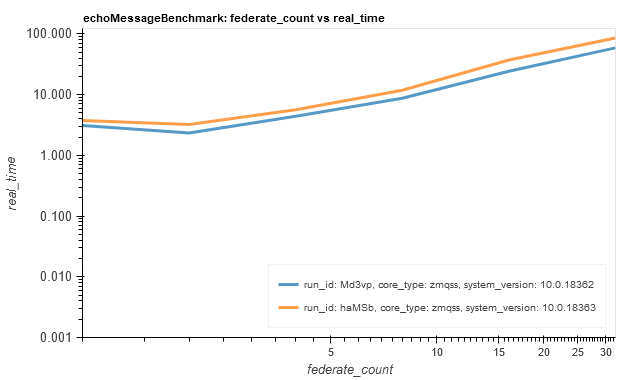 echoMessageBenchmark: federate_count vs real_time
100.000
10.000
1.000
0.100
0.010
0.001
real_time
run_id: Md3vp, core_type: zmqss, system_version: 10.0.18362
run_id: haMSb, core_type: zmqss, system_version: 10.0.18363
5 10 15 20 25 30
federate_count